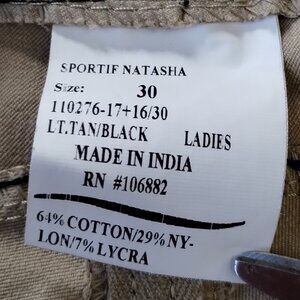 SPORTIF NATASHA
Size: 30
110276-17+16/30
LT.TAN/BLACK LADIES
MADE IN INDIA
RN #106882
64% COTTON/29% NY-
LON/7% LYCRA